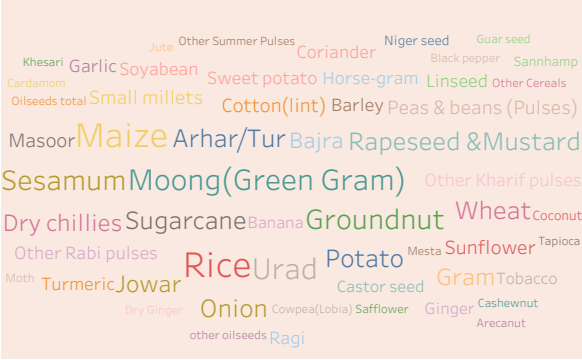 Jute
Other Summer Pulses
Niger seed
Guar seed
Khesari
Garlic
Soyabean
Coriander
Black pepper
Sannhamp
Cardamom
Sweet potato
Horse-gram
Linseed
Other Cereals
Oilseeds total
Small millets
Cotton(lint)
Barley
Peas & beans (Pulses)
Masoor
Maize
Arhar/Tur
Bajra
Rapeseed &Mustard
Sesamum
Moong(Green Gram)
Other Kharif pulses
Dry chillies
Sugarcane
Banana
Groundnut
Wheat
Coconut
Other Rabi pulses
Rice
Urad
Potato
Mesta
Sunflower
Tapioca
Moth
Turmeric
Jowar
Castor seed
Gram
Tobacco
Dry Ginger
Onion
Cowpea(Lobia)
Safflower
Ginger
Cashewnut
Arecanut
other oilseeds
Ragi